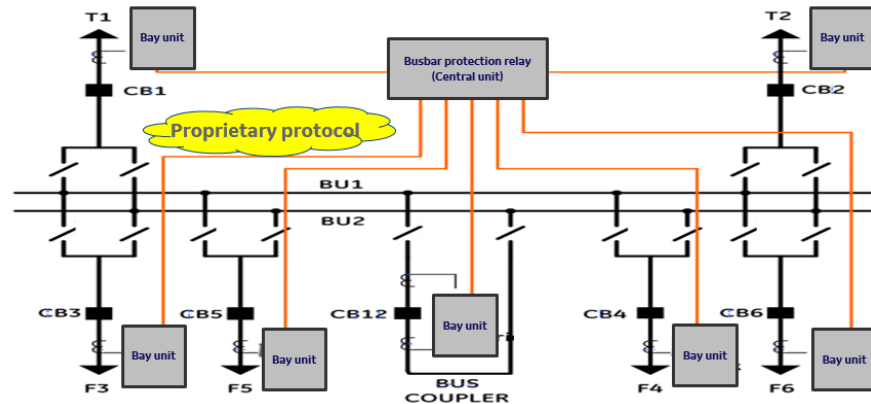 T1
Bay unit
Busbar protection relay
(Central unit)
T2
Bay unit
CB1
CB2
Proprietary protocol
BU1
BU2
CB3
CB5
CB12
CB4
CB6
Bay unit
Bay unit
Bay unit
Bay unit
Bay unit
F3
F5
BUS
COUPLER
F4
F6